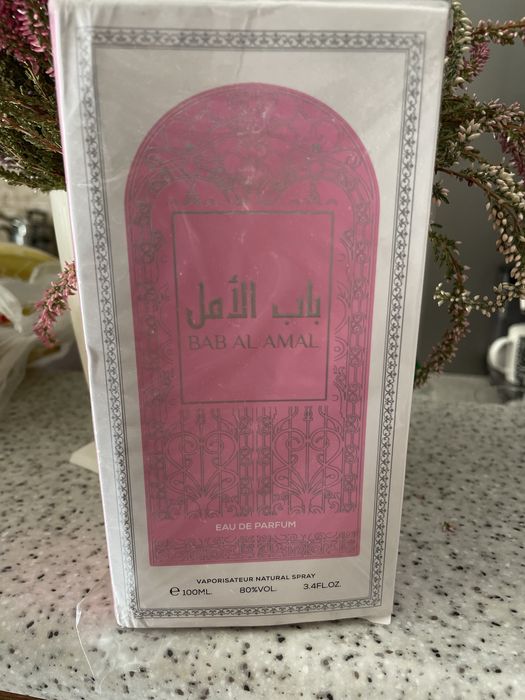 باب الأمل
BAB AL AMAL
EAU DE PARFUM
VAPORISATEUR NATURAL SPRAY
℮ 100ML. 80%VOL. 3.4FL.OZ.